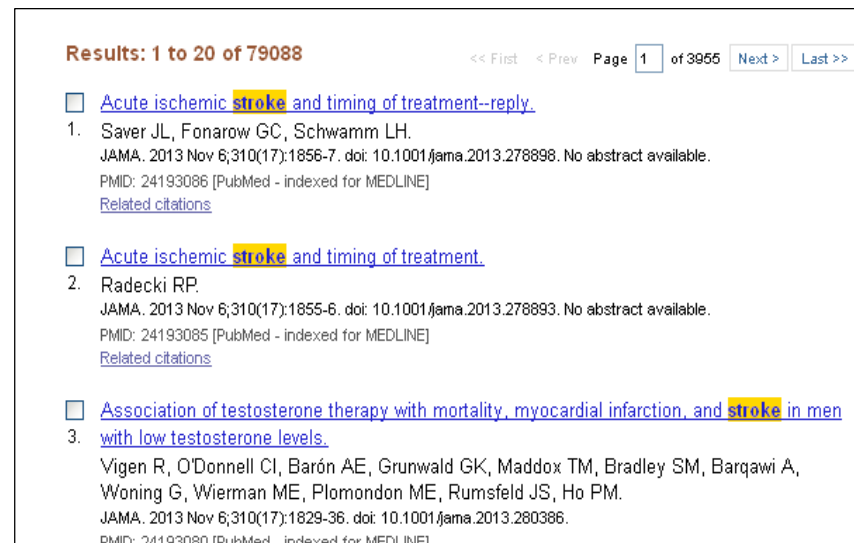 Results: 1 to 20 of 79088
<< First < Prev Page 1 of 3955 Next > Last >>
Acute ischemic stroke and timing of treatment--reply.
1. Saver JL, Fonarow GC, Schwamm LH.
JAMA. 2013 Nov 6;310(17):1856-7. doi: 10.1001/jama.2013.278898. No abstract available.
PMID: 24193086 [PubMed - indexed for MEDLINE]
Related citations
Acute ischemic stroke and timing of treatment.
2. Radecki RP.
JAMA. 2013 Nov 6;310(17):1855-6. doi: 10.1001/jama.2013.278893. No abstract available.
PMID: 24193085 [PubMed - indexed for MEDLINE]
Related citations
Association of testosterone therapy with mortality, myocardial infarction, and stroke in men
3. with low testosterone levels.
Vigen R, O'Donnell CI, Barón AE, Grunwald GK, Maddox TM, Bradley SM, Barqawi A,
Woning G, Wierman ME, Plomondon ME, Rumsfeld JS, Ho PM.
JAMA. 2013 Nov 6;310(17):1829-36. doi: 10.1001/jama.2013.280386.
PMID: 24193080 [PubMed - indexed for MEDLINE]